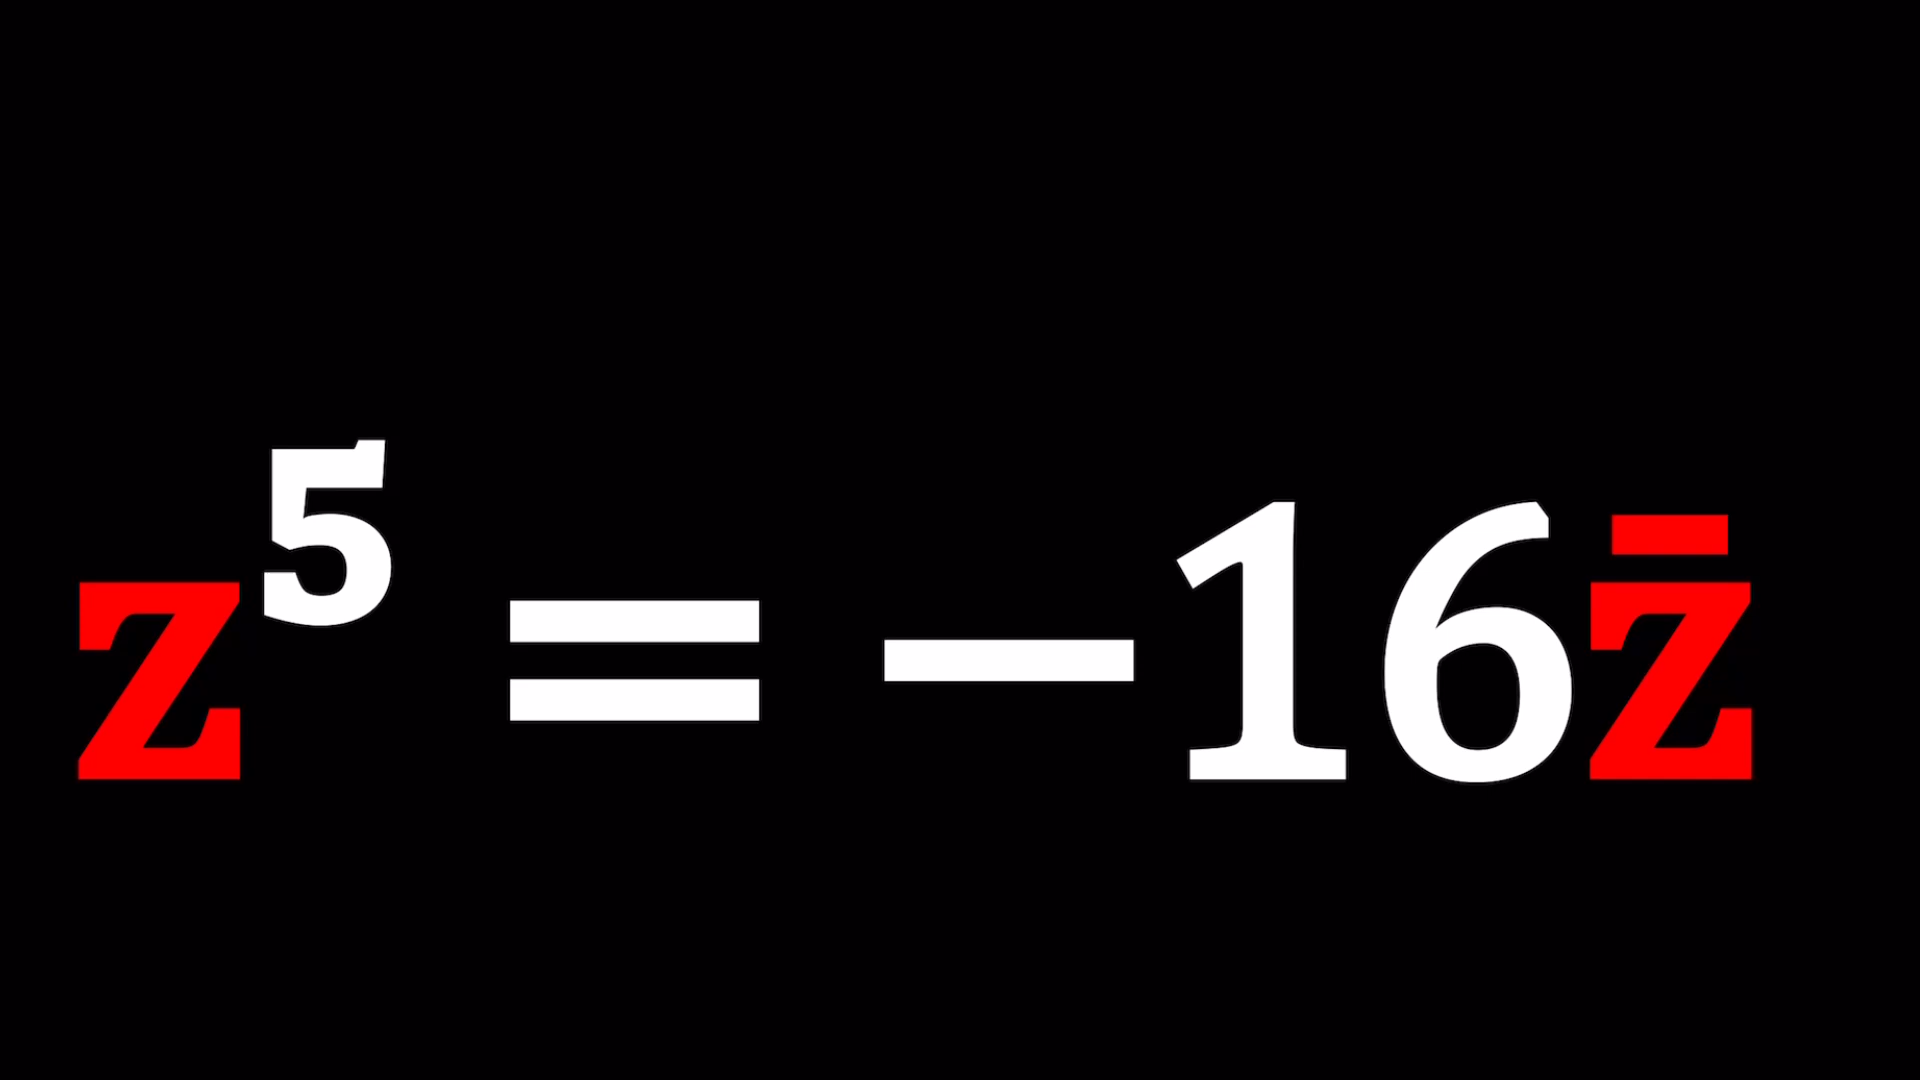 z⁵ = −16z̄